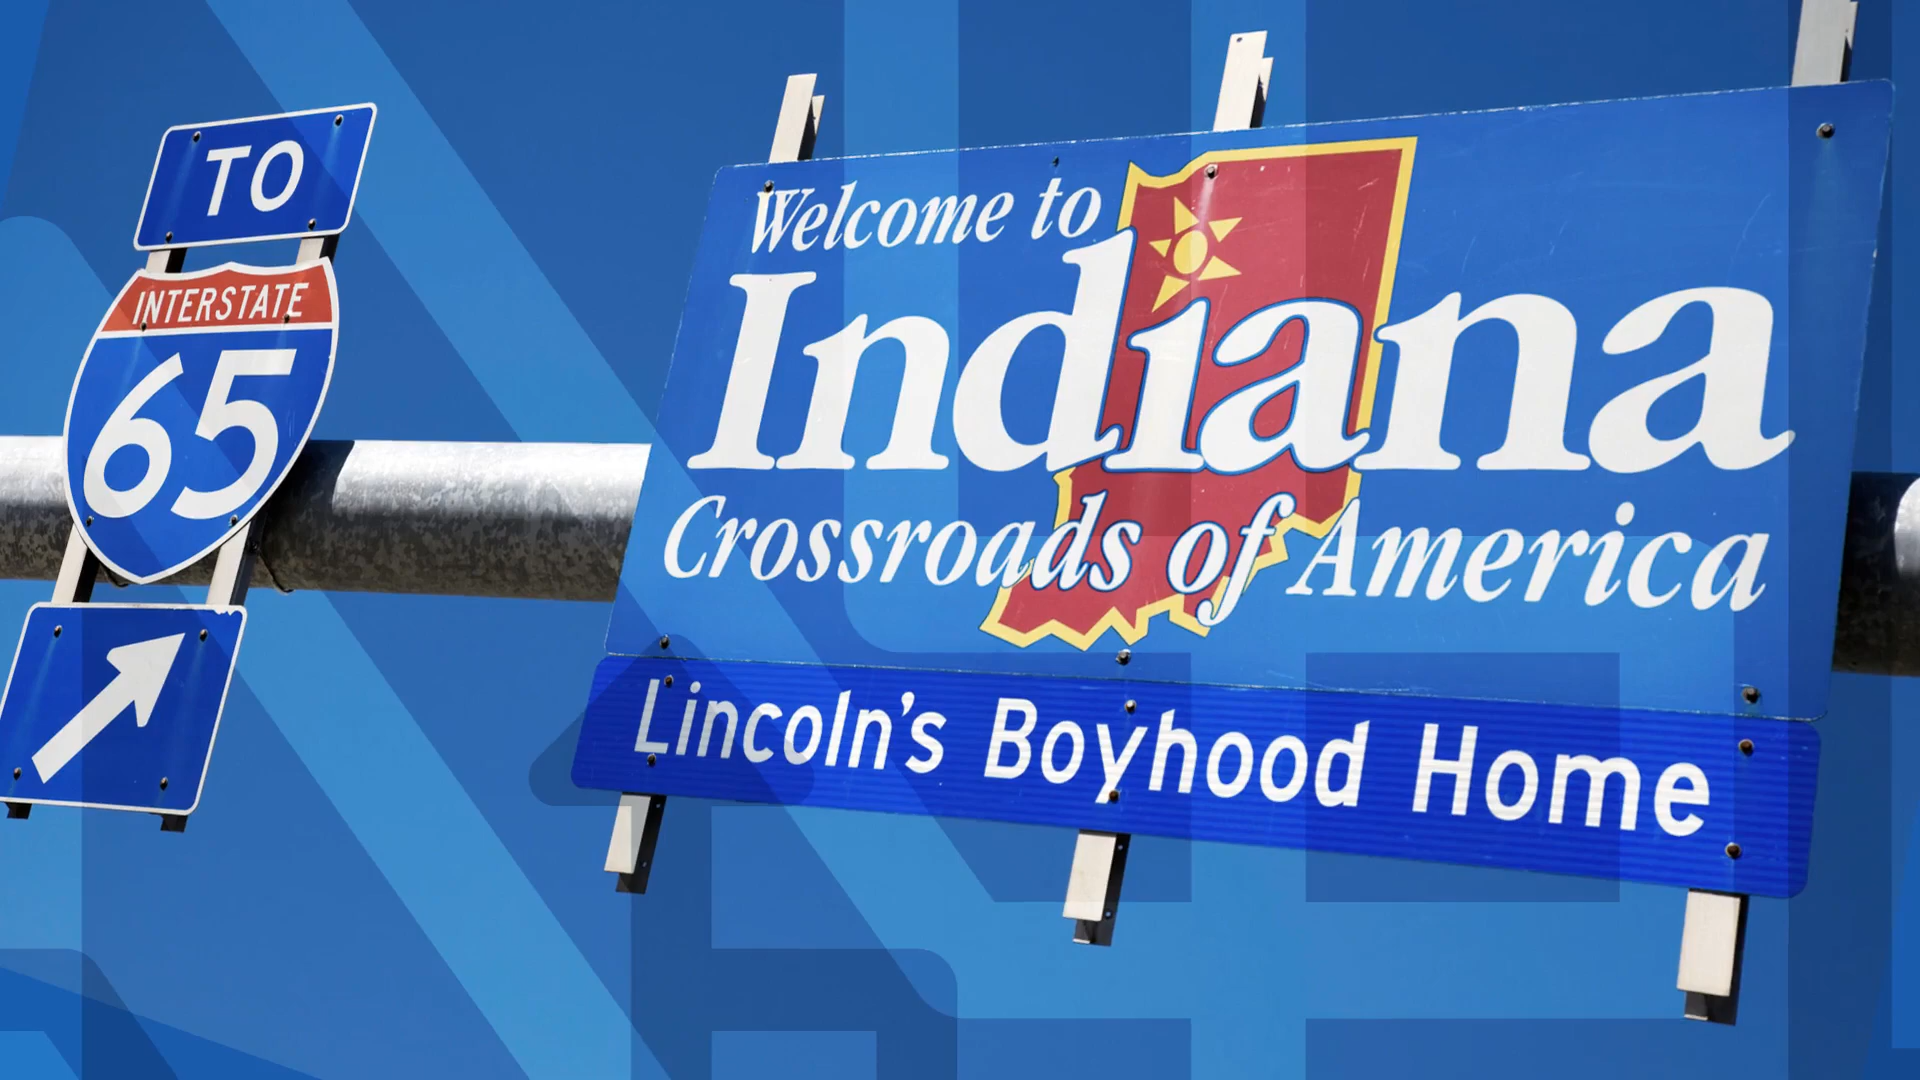 TO
INTERSTATE
65
Welcome to
Indiana
Crossroads of America
Lincoln's Boyhood Home